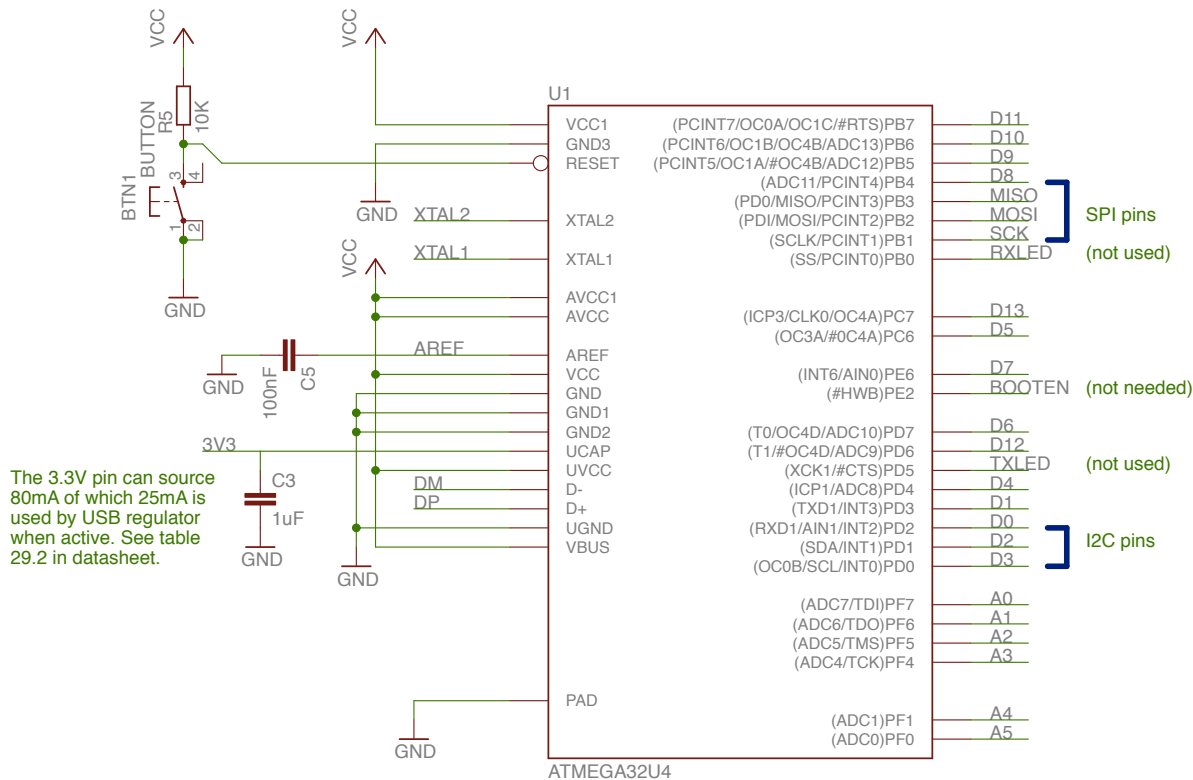 VCC
VCC
R5
10K
BUTTON
BTN1
3
4
1
2
GND
GND
XTAL2
XTAL1
VCC
AREF
GND
100nF
C5
3V3
The 3.3V pin can source
80mA of which 25mA is
used by USB regulator
when active. See table
29.2 in datasheet.
C3
1uF
GND
DM
DP
GND
GND
U1
VCC1
GND3
RESET
XTAL2
XTAL1
AVCC1
AVCC
AREF
VCC
GND
GND1
GND2
UCAP
UVCC
D-
D+
UGND
VBUS
PAD
(PCINT7/OC0A/OC1C/#RTS)PB7
(PCINT6/OC1B/OC4B/ADC13)PB6
(PCINT5/OC1A/#OC4B/ADC12)PB5
(ADC11/PCINT4)PB4
(PD0/MISO/PCINT3)PB3
(PDI/MOSI/PCINT2)PB2
(SCLK/PCINT1)PB1
(SS/PCINT0)PB0
(ICP3/CLK0/OC4A)PC7
(OC3A/#0C4A)PC6
(INT6/AIN0)PE6
(#HWB)PE2
(T0/OC4D/ADC10)PD7
(T1/#OC4D/ADC9)PD6
(XCK1/#CTS)PD5
(ICP1/ADC8)PD4
(TXD1/INT3)PD3
(RXD1/AIN1/INT2)PD2
(SDA/INT1)PD1
(OC0B/SCL/INT0)PD0
(ADC7/TDI)PF7
(ADC6/TDO)PF6
(ADC5/TMS)PF5
(ADC4/TCK)PF4
(ADC1)PF1
(ADC0)PF0
ATMEGA32U4
D11
D10
D9
D8
MISO
MOSI
SCK
RXLED
D13
D5
D7
BOOTEN
D6
D12
TXLED
D4
D1
D0
D2
D3
A0
A1
A2
A3
A4
A5
SPI pins
(not used)
(not needed)
(not used)
I2C pins